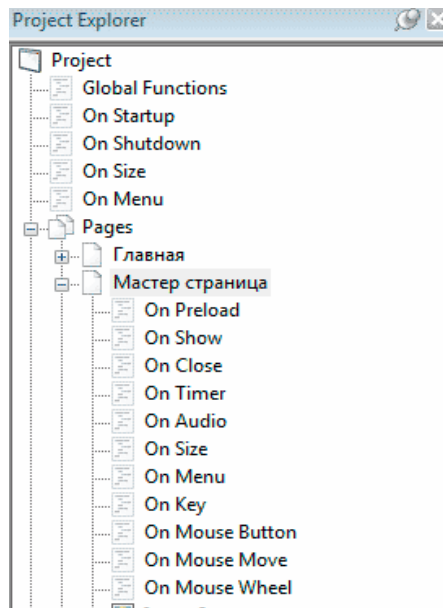 Project Explorer
Project
Global Functions
On Startup
On Shutdown
On Size
On Menu
Pages
Главная
Мастер страница
On Preload
On Show
On Close
On Timer
On Audio
On Size
On Menu
On Key
On Mouse Button
On Mouse Move
On Mouse Wheel